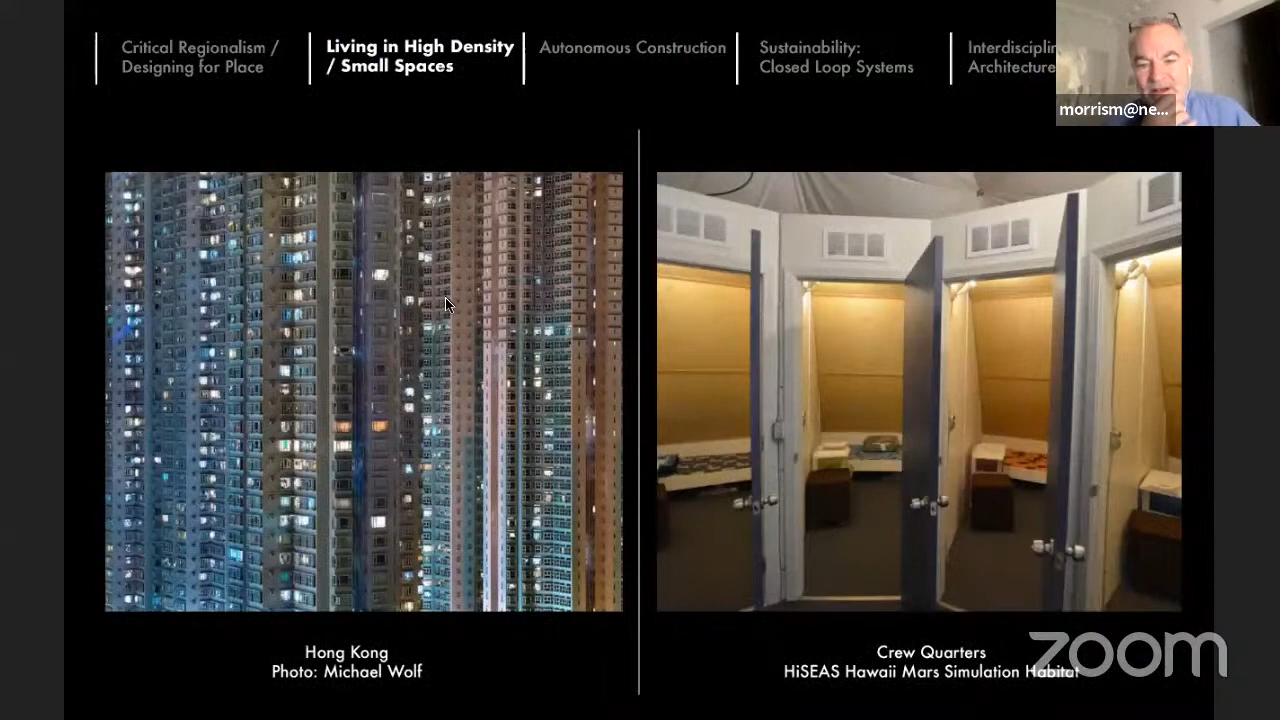 Critical Regionalism /
Designing for Place
Living in High Density
/ Small Spaces
Autonomous Construction
Sustainability:
Closed Loop Systems
Architecture
morrism@ne...
Hong Kong
Photo: Michael Wolf
Crew Quarters
HiSEAS Hawaii Mars Simulation Habitat
zoom